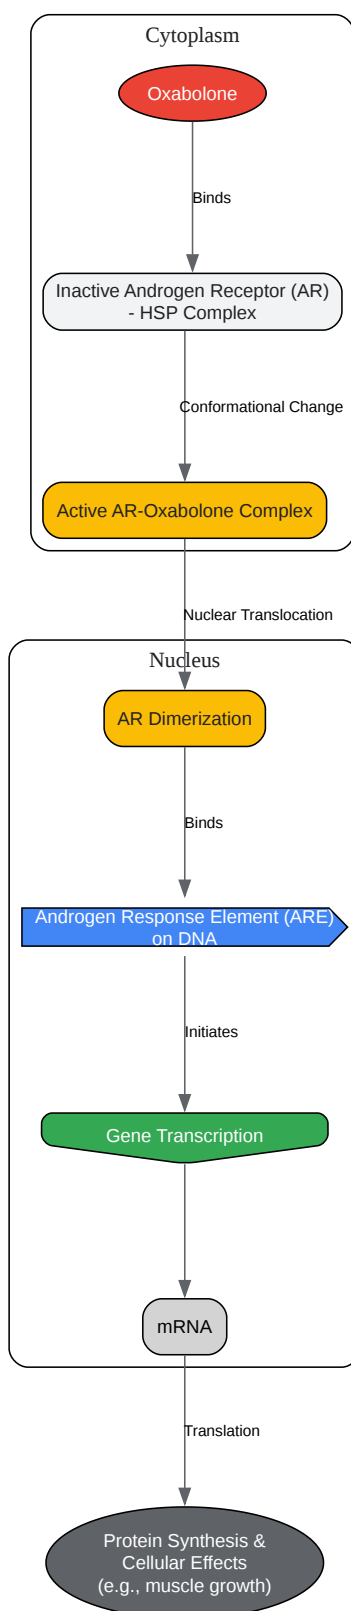 Cytoplasm
Oxabolone
Binds
Inactive Androgen Receptor (AR)
- HSP Complex
Conformational Change
Active AR-Oxabolone Complex
Nuclear Translocation
Nucleus
AR Dimerization
Binds
Androgen Response Element (ARE)
on DNA
Initiates
Gene Transcription
mRNA
Translation
Protein Synthesis &
Cellular Effects
(e.g., muscle growth)